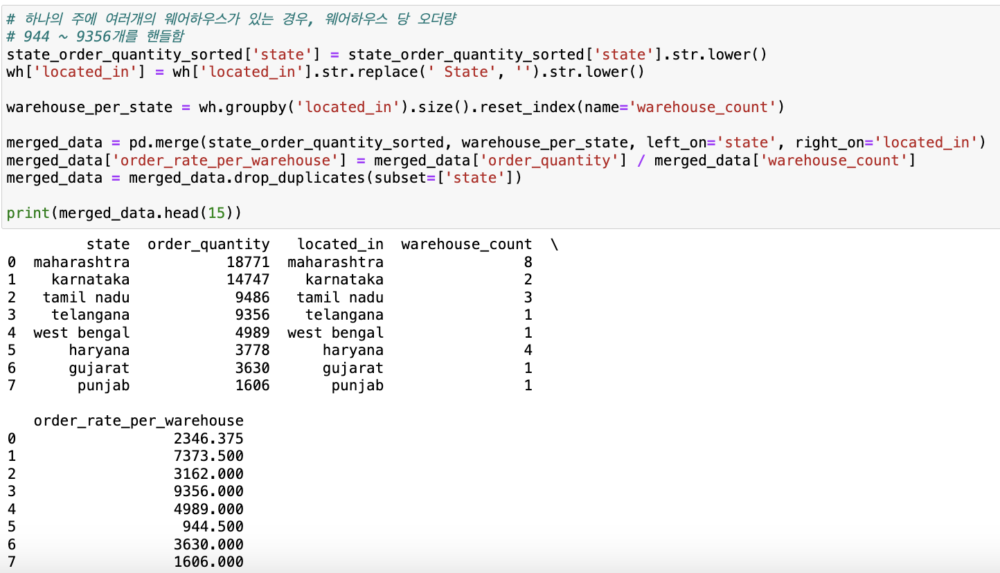 # 하나의 주에 여러개의 웨어하우스가 있는 경우, 웨어하우스 당 오더량
# 944 ~ 9356개를 핸들함
state_order_quantity_sorted['state'] = state_order_quantity_sorted['state'].str.lower()
wh['located_in'] = wh['located_in'].str.replace(' State', '').str.lower()
warehouse_per_state = wh.groupby('located_in').size().reset_index(name='warehouse_count')
merged_data = pd.merge(state_order_quantity_sorted, warehouse_per_state, left_on='state', right_on='located_in')
merged_data['order_rate_per_warehouse'] = merged_data['order_quantity'] / merged_data['warehouse_count']
merged_data = merged_data.drop_duplicates(subset=['state'])
print(merged_data.head(15))
state order_quantity located_in warehouse_count \
0 maharashtra 18771 maharashtra 8
1 karnataka 14747 karnataka 2
2 tamil nadu 9486 tamil nadu 3
3 telangana 9356 telangana 1
4 west bengal 4989 west bengal 1
5 haryana 3778 haryana 4
6 gujarat 3630 gujarat 1
7 punjab 1606 punjab 1
order_rate_per_warehouse
0 2346.375
1 7373.500
2 3162.000
3 9356.000
4 4989.000
5 944.500
6 3630.000
7 1606.000